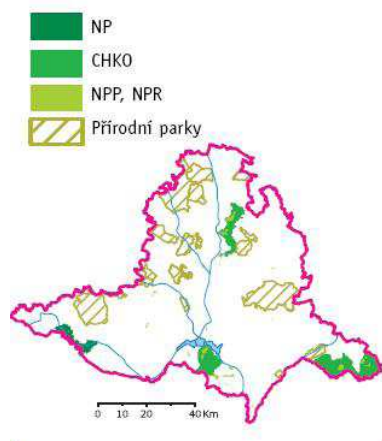 NP
CHKO
NPP, NPR
Přírodní parky
0 10 20 40 Km